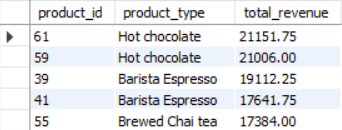 product_id product_type total_revenue
61 Hot chocolate 21151.75
59 Hot chocolate 21006.00
39 Barista Espresso 19112.25
41 Barista Espresso 17641.75
55 Brewed Chai tea 17384.00